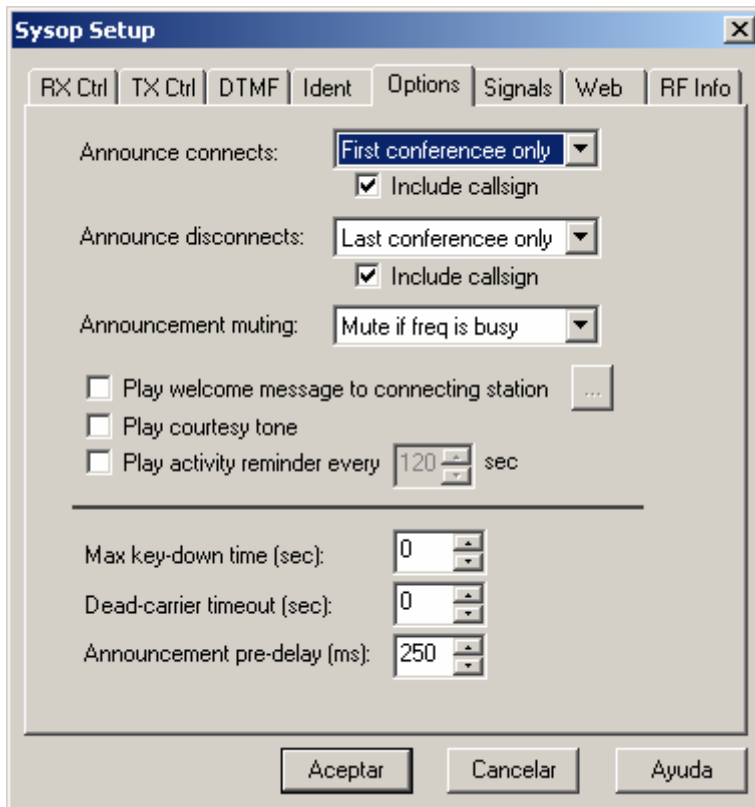 Sysop Setup
RX Ctrl TX Ctrl DTMF Ident Options Signals Web RF Info
Announce connects: First conferencee only
Include callsign
Announce disconnects: Last conferencee only
Include callsign
Announcement muting: Mute if freq is busy
Play welcome message to connecting station ...
Play courtesy tone
Play activity reminder every 120 sec
Max key-down time (sec): 0
Dead-carrier timeout (sec): 0
Announcement pre-delay (ms): 250
Aceptar Cancelar Ayuda